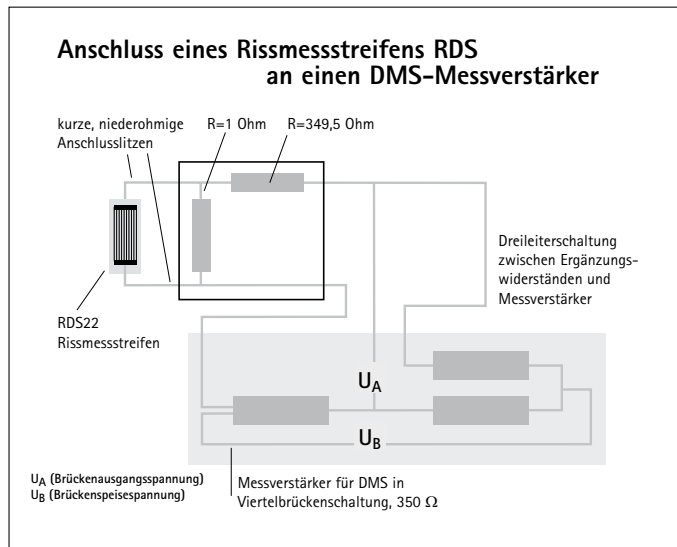 Anschluss eines Rissmessstreifens RDS
an einen DMS-Messverstärker
kurze, niederohmige
Anschlusslitzen
R=1 Ohm
R=349,5 Ohm
Dreileiterschaltung
zwischen Ergänzungs-
widerständen und
Messverstärker
RDS22
Rissmessstreifen
UA
UB
UA (Brückenausgangsspannung)
UB (Brückenspeisespannung)
Messverstärker für DMS in
Viertelbrückenschaltung, 350 Ω